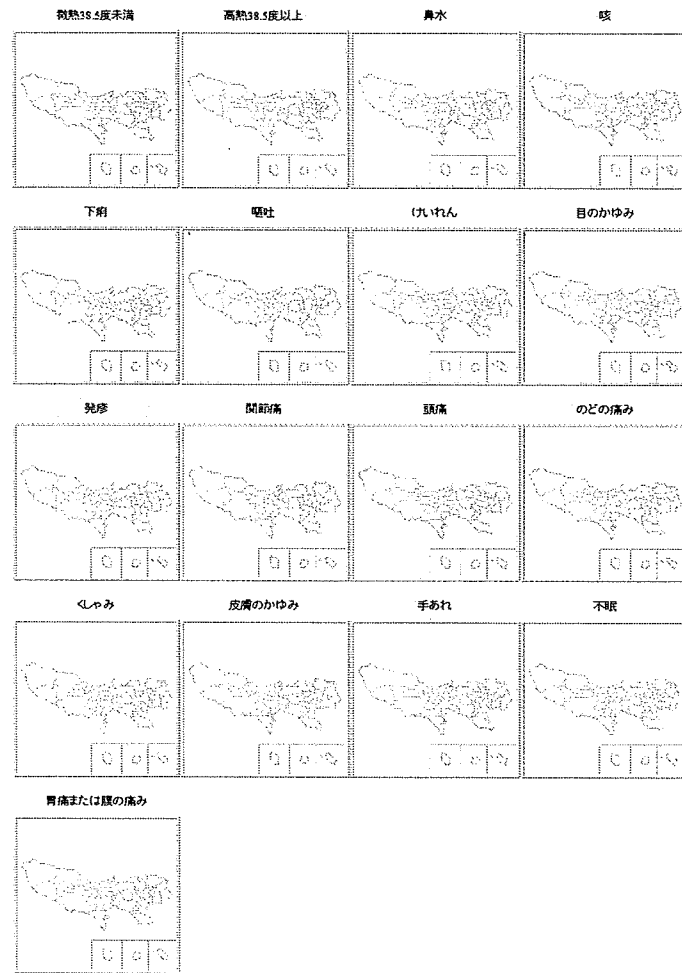 微熱38.5度未満 高熱38.5度以上 鼻水 咳
下痢 嘔吐 けいれん 目のかゆみ
発疹 関節痛 頭痛 のどの痛み
くしゃみ 皮膚のかゆみ 手あれ 不眠
胃痛または腹の痛み